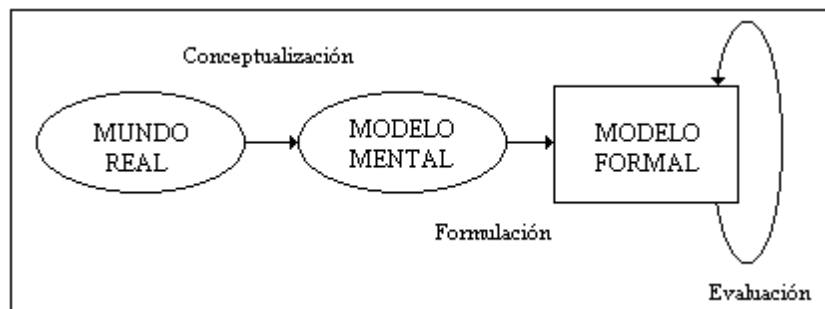 Conceptualización
MUNDO
REAL
MODELO
MENTAL
MODELO
FORMAL
Formulación
Evaluación